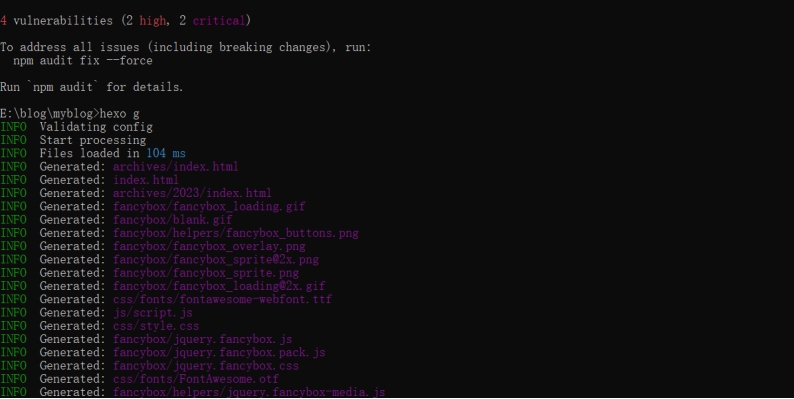 4 vulnerabilities (2 high, 2 critical)
To address all issues (including breaking changes), run:
npm audit fix --force
Run `npm audit` for details.
E:\blog\myblog>hexo g
INFO Validating config
INFO Start processing
INFO Files loaded in 104 ms
INFO Generated: archives/index.html
INFO Generated: index.html
INFO Generated: archives/2023/index.html
INFO Generated: fancybox/fancybox_loading.gif
INFO Generated: fancybox/blank.gif
INFO Generated: fancybox/helpers/fancybox_buttons.png
INFO Generated: fancybox/fancybox_overlay.png
INFO Generated: fancybox/fancybox_sprite@2x.png
INFO Generated: fancybox/fancybox_sprite.png
INFO Generated: fancybox/fancybox_loading@2x.gif
INFO Generated: css/fonts/fontawesome-webfont.ttf
INFO Generated: js/script.js
INFO Generated: css/style.css
INFO Generated: fancybox/jquery.fancybox.js
INFO Generated: fancybox/jquery.fancybox.pack.js
INFO Generated: fancybox/jquery.fancybox.css
INFO Generated: css/fonts/FontAwesome.otf
INFO Generated: fancybox/helpers/jquery.fancybox-media.js